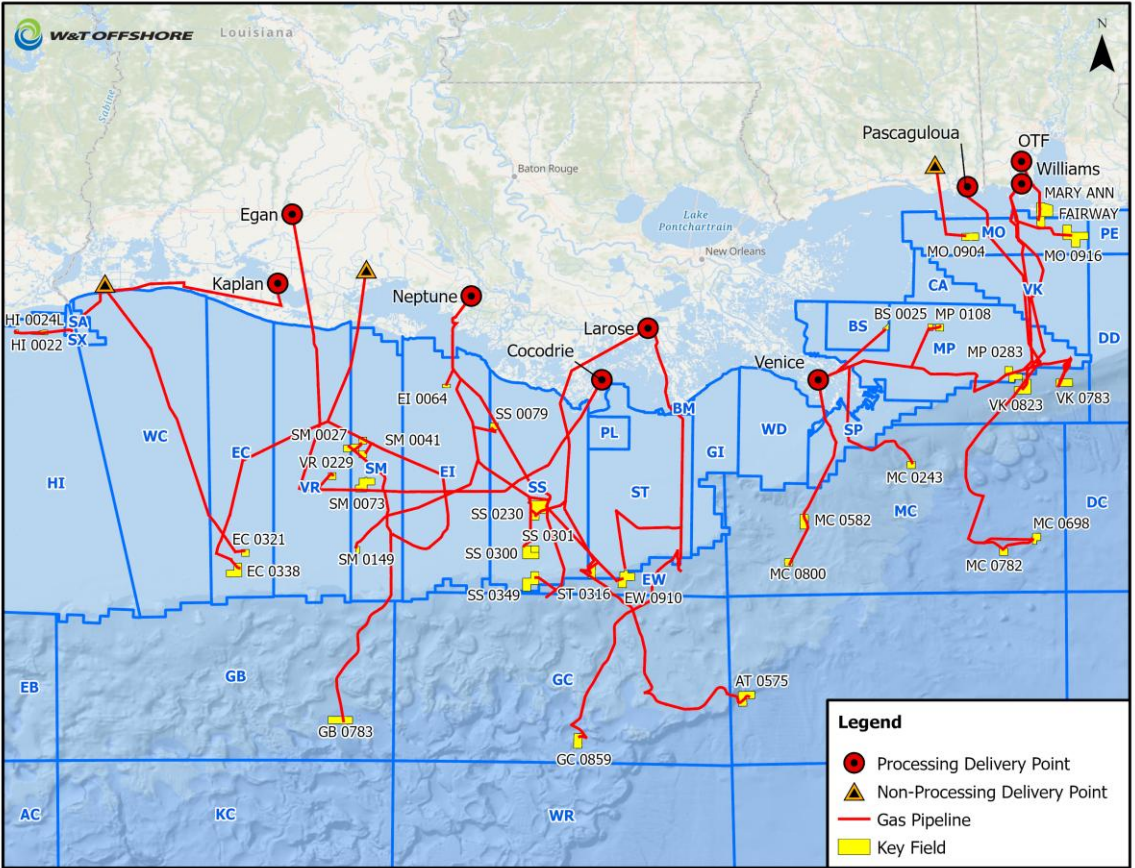 W&T OFFSHORE
Louisiana
N
Sabine
Baton Rouge
Lake
Pontchartrain
New Orleans
Pascaguloua
OTF
Williams
MARY ANN
FAIRWAY
Egan
Kaplan
Neptune
Larose
Cocodrie
Venice
MO 0904
MO
MO 0916
PE
CA
VK
DD
HI 0024L
SA
SX
HI 0022
BS
BS 0025
MP 0108
MP
MP 0283
VK 0823
VK 0783
EI 0064
SS 0079
PL
BM
GI
WD
SP
WC
EC
HI
SM 0027
SM 0041
VR 0229
SM
VR
SM 0073
EI
SS
ST
SS 0230
SS 0301
SS 0300
SS 0349
SM 0149
EC 0321
EC 0338
ST 0316
EW
EW 0910
MC 0243
MC
MC 0582
MC 0800
MC 0698
MC 0782
DC
EB
GB
GC
GB 0783
GC 0859
AT 0575
AC
KC
WR
Legend
Processing Delivery Point
Non-Processing Delivery Point
Gas Pipeline
Key Field